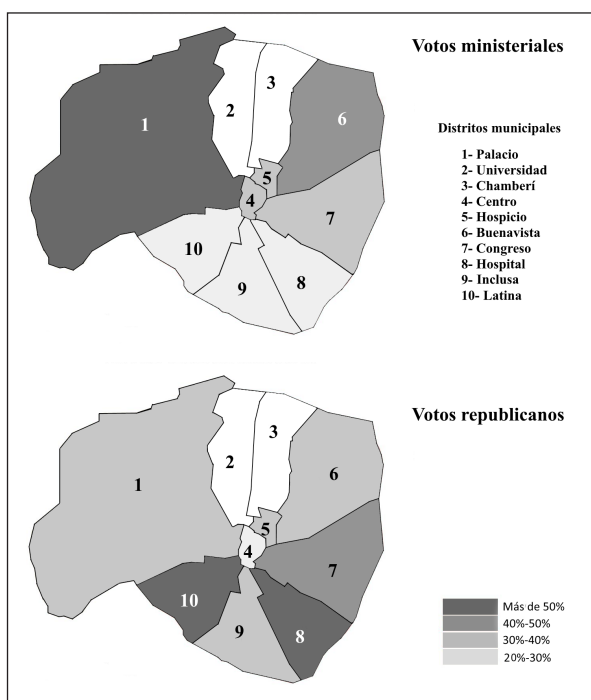 Votos ministeriales
3
2
6
1
Distritos municipales
1- Palacio
2- Universidad
3- Chamberí
4- Centro
5- Hospicio
6- Buenavista
7- Congreso
8- Hospital
9- Inclusa
10- Latina
5
4
7
10
9
8
Votos republicanos
3
2
6
1
5
4
7
10
9
8
Más de 50%
40%-50%
30%-40%
20%-30%